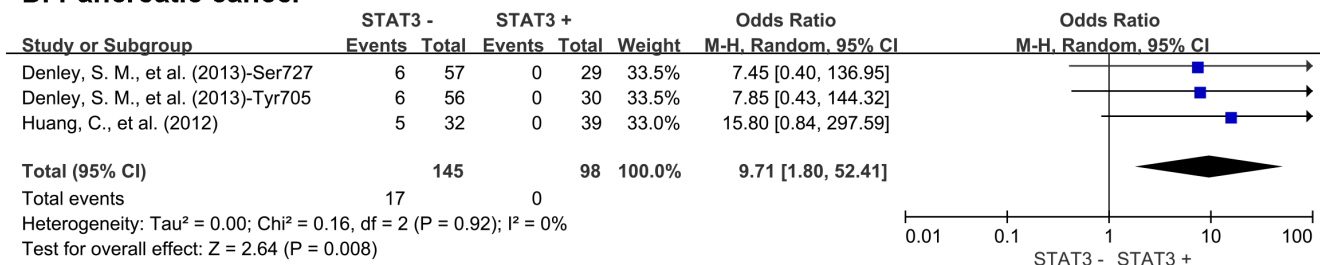 B. Pancreatic cancer
STAT3 - STAT3 + Odds Ratio Odds Ratio
Study or Subgroup Events Total Events Total Weight M-H, Random, 95% CI M-H, Random, 95% CI
Denley, S. M., et al. (2013)-Ser727 6 57 0 29 33.5% 7.45 [0.40, 136.95]
Denley, S. M., et al. (2013)-Tyr705 6 56 0 30 33.5% 7.85 [0.43, 144.32]
Huang, C., et al. (2012) 5 32 0 39 33.0% 15.80 [0.84, 297.59]
Total (95% CI) 145 98 100.0% 9.71 [1.80, 52.41]
Total events 17 0
Heterogeneity: Tau² = 0.00; Chi² = 0.16, df = 2 (P = 0.92); I² = 0%
Test for overall effect: Z = 2.64 (P = 0.008)
0.01 0.1 1 10 100
STAT3 - STAT3 +